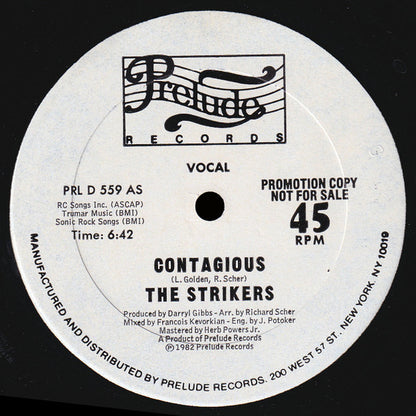 Prelude
RECORDS
VOCAL
PRL D 559 AS
RC Songs Inc. (ASCAP)
Trumar Music (BMI)
Sonic Rock Songs (BMI)
Time: 6:42
PROMOTION COPY
NOT FOR SALE
45
RPM
CONTAGIOUS
(L. Golden, R. Scher)
THE STRIKERS
Produced by Darryl Gibbs - Arr. by Richard Scher
Mixed by Francois Kevorkian - Eng. by J. Potoker
Mastered by Herb Powers Jr.
A Product of Prelude Records
℗ 1982 Prelude Records
MANUFACTURED AND DISTRIBUTED BY PRELUDE RECORDS. 200 WEST 57 ST. NEW YORK, NY 10019